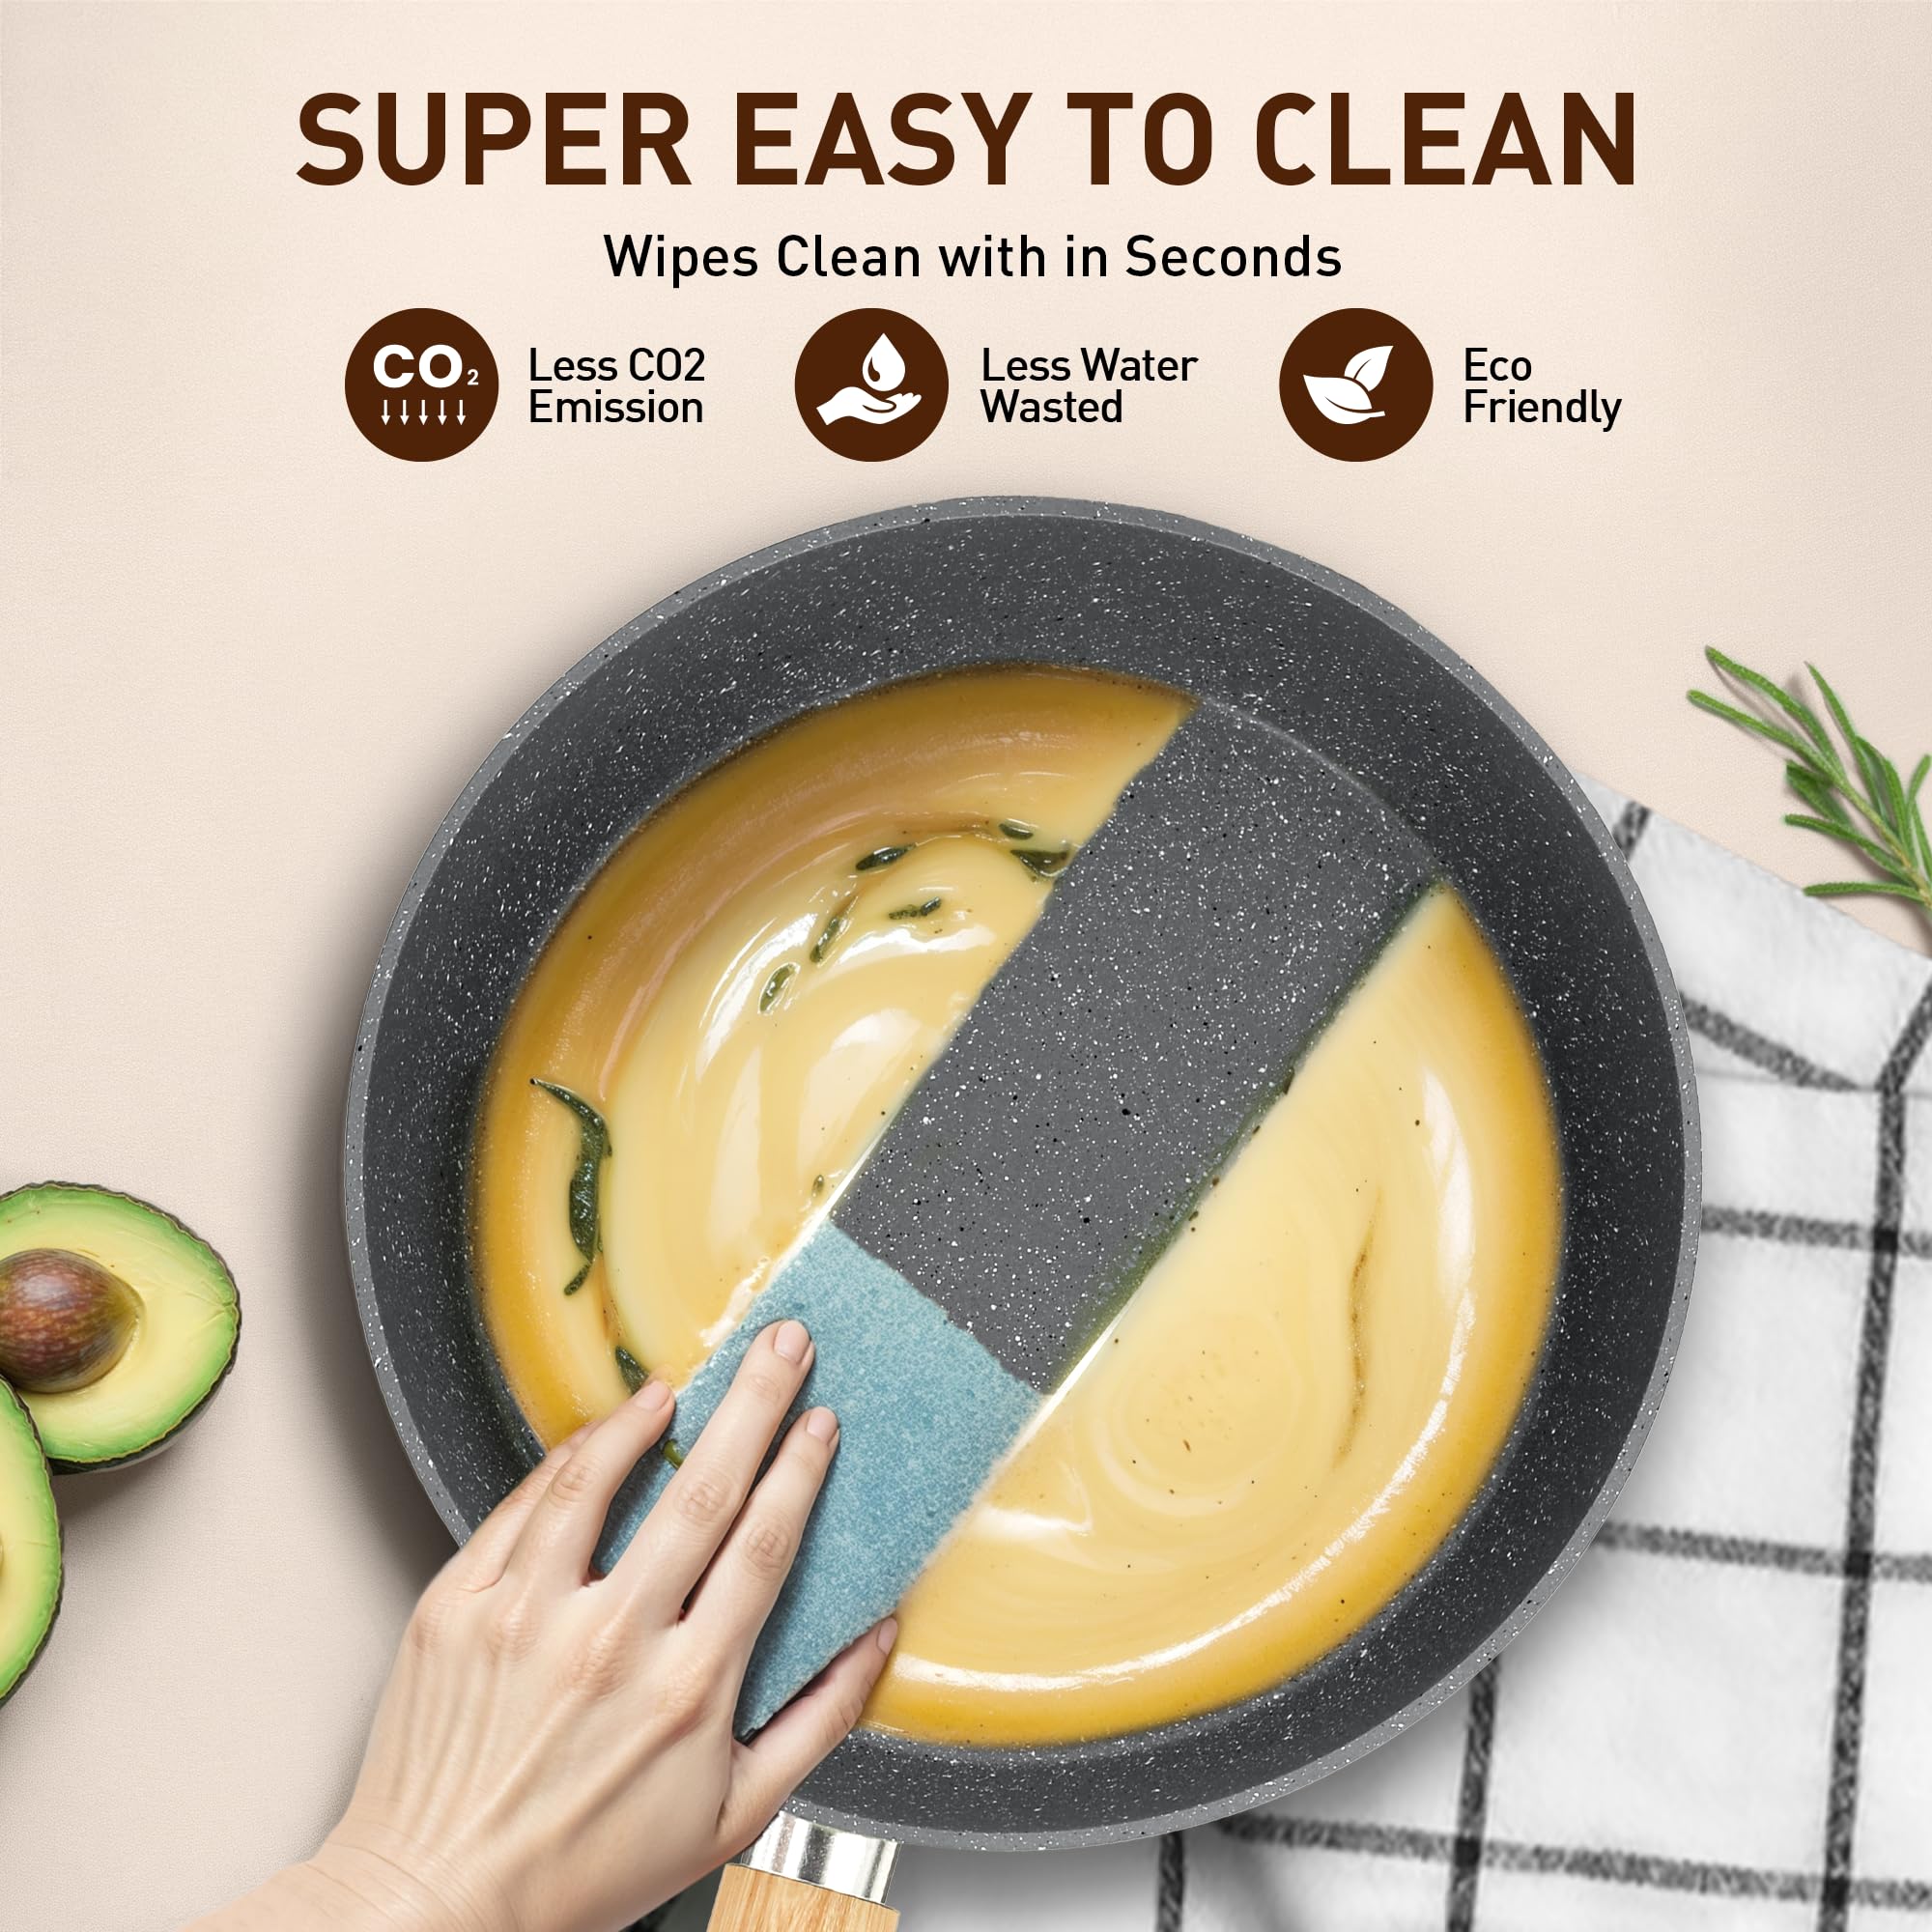 SUPER EASY TO CLEAN
Wipes Clean with in Seconds
CO₂
Less CO2
Emission
Less Water
Wasted
Eco
Friendly